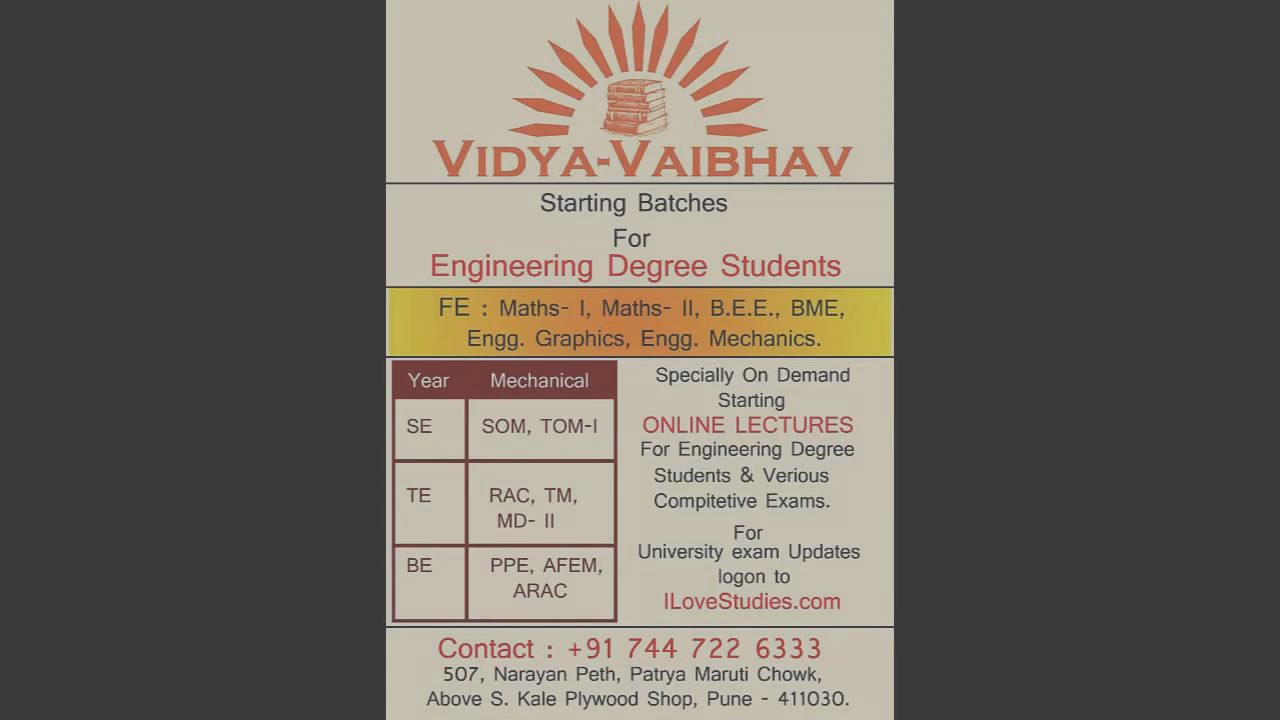 VIDYA-VAIBHAV
Starting Batches
For
Engineering Degree Students
FE : Maths- I, Maths- II, B.E.E., BME,
Engg. Graphics, Engg. Mechanics.
Year Mechanical
SE SOM, TOM-I
TE RAC, TM,
MD- II
BE PPE, AFEM,
ARAC
Specially On Demand
Starting
ONLINE LECTURES
For Engineering Degree
Students & Verious
Compitetive Exams.
For
University exam Updates
logon to
ILoveStudies.com
Contact : +91 744 722 6333
507, Narayan Peth, Patrya Maruti Chowk,
Above S. Kale Plywood Shop, Pune - 411030.